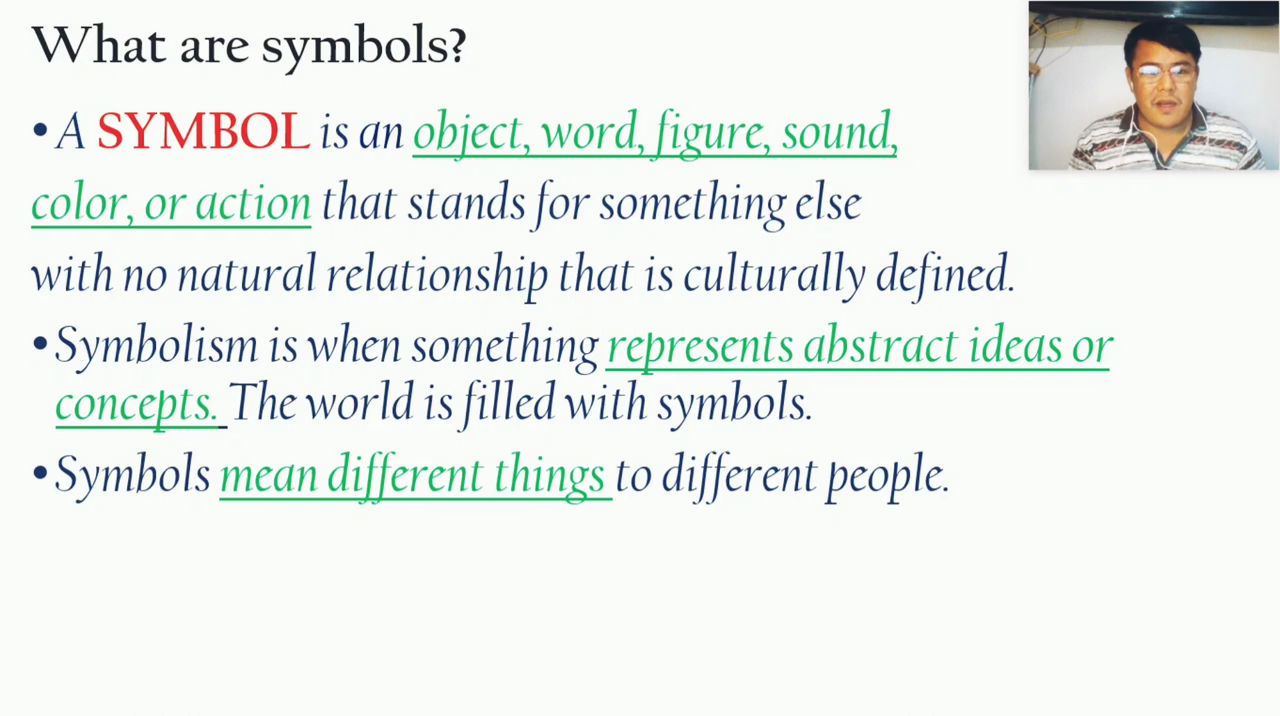 What are symbols?
•A SYMBOL is an object, word, figure, sound,
color, or action that stands for something else
with no natural relationship that is culturally defined.
•Symbolism is when something represents abstract ideas or
concepts. The world is filled with symbols.
•Symbols mean different things to different people.